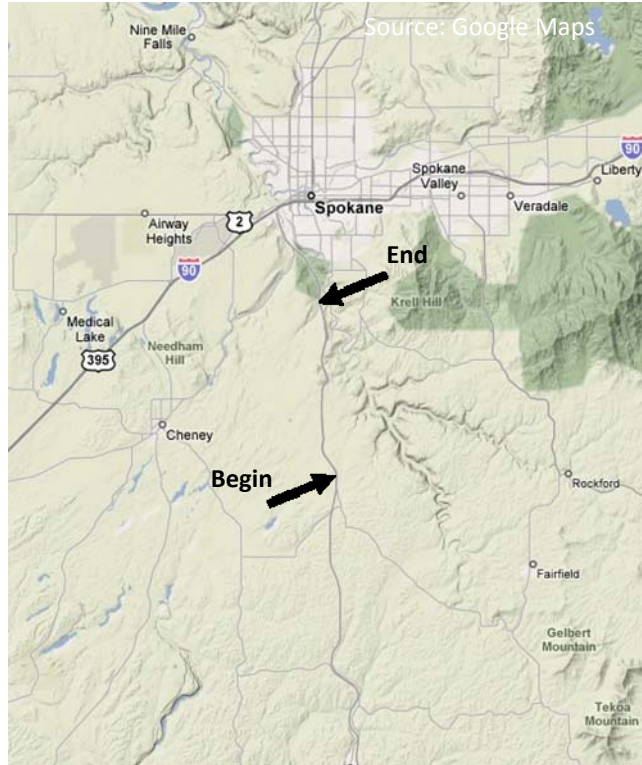 Source: Google Maps
Nine Mile
Falls
90
Spokane
Valley
Liberty
Spokane
Veradale
2
Airway
Heights
End
90
Krell Hill
Medical
Lake
Needham
Hill
395
Cheney
Begin
Rockford
Fairfield
Gelbert
Mountain
Tekoa
Mountain